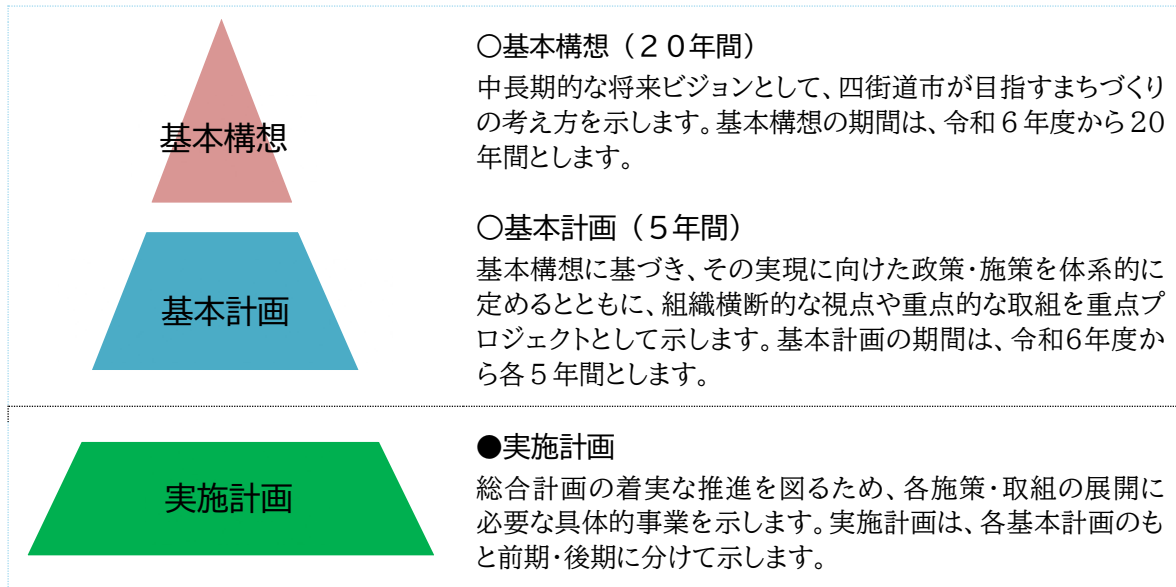 基本構想
○基本構想（２０年間）
中長期的な将来ビジョンとして、四街道市が目指すまちづくり
の考え方を示します。基本構想の期間は、令和６年度から20
年間とします。
基本計画
○基本計画（５年間）
基本構想に基づき、その実現に向けた政策・施策を体系的に
定めるとともに、組織横断的な視点や重点的な取組を重点プ
ロジェクトとして示します。基本計画の期間は、令和6年度か
ら各５年間とします。
実施計画
●実施計画
総合計画の着実な推進を図るため、各施策・取組の展開に
必要な具体的事業を示します。実施計画は、各基本計画のも
と前期・後期に分けて示します。